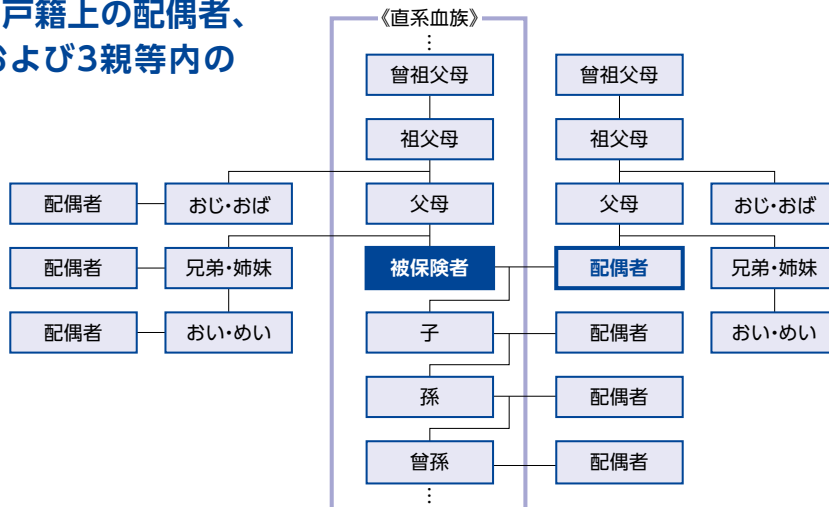 戸籍上の配偶者、
および3親等内の
《直系血族》
⋮
曾祖父母
曾祖父母
祖父母
祖父母
配偶者
おじ・おば
父母
父母
おじ・おば
配偶者
兄弟・姉妹
被保険者
配偶者
兄弟・姉妹
配偶者
おい・めい
子
配偶者
おい・めい
孫
配偶者
曾孫
配偶者
⋮